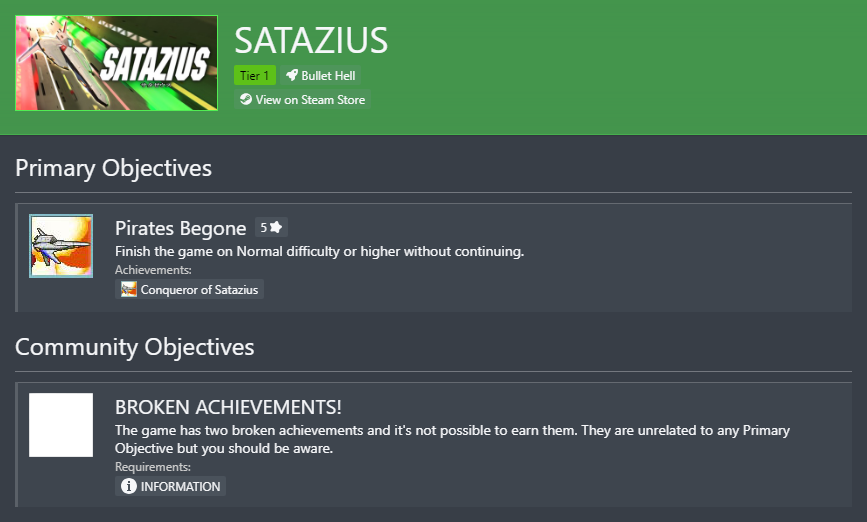 SATAZIUS
SATAZIUS
Tier 1
Bullet Hell
View on Steam Store
Primary Objectives
Pirates Begone 5
Finish the game on Normal difficulty or higher without continuing.
Achievements:
Conqueror of Satazius
Community Objectives
BROKEN ACHIEVEMENTS!
The game has two broken achievements and it's not possible to earn them. They are unrelated to any Primary
Objective but you should be aware.
Requirements:
INFORMATION